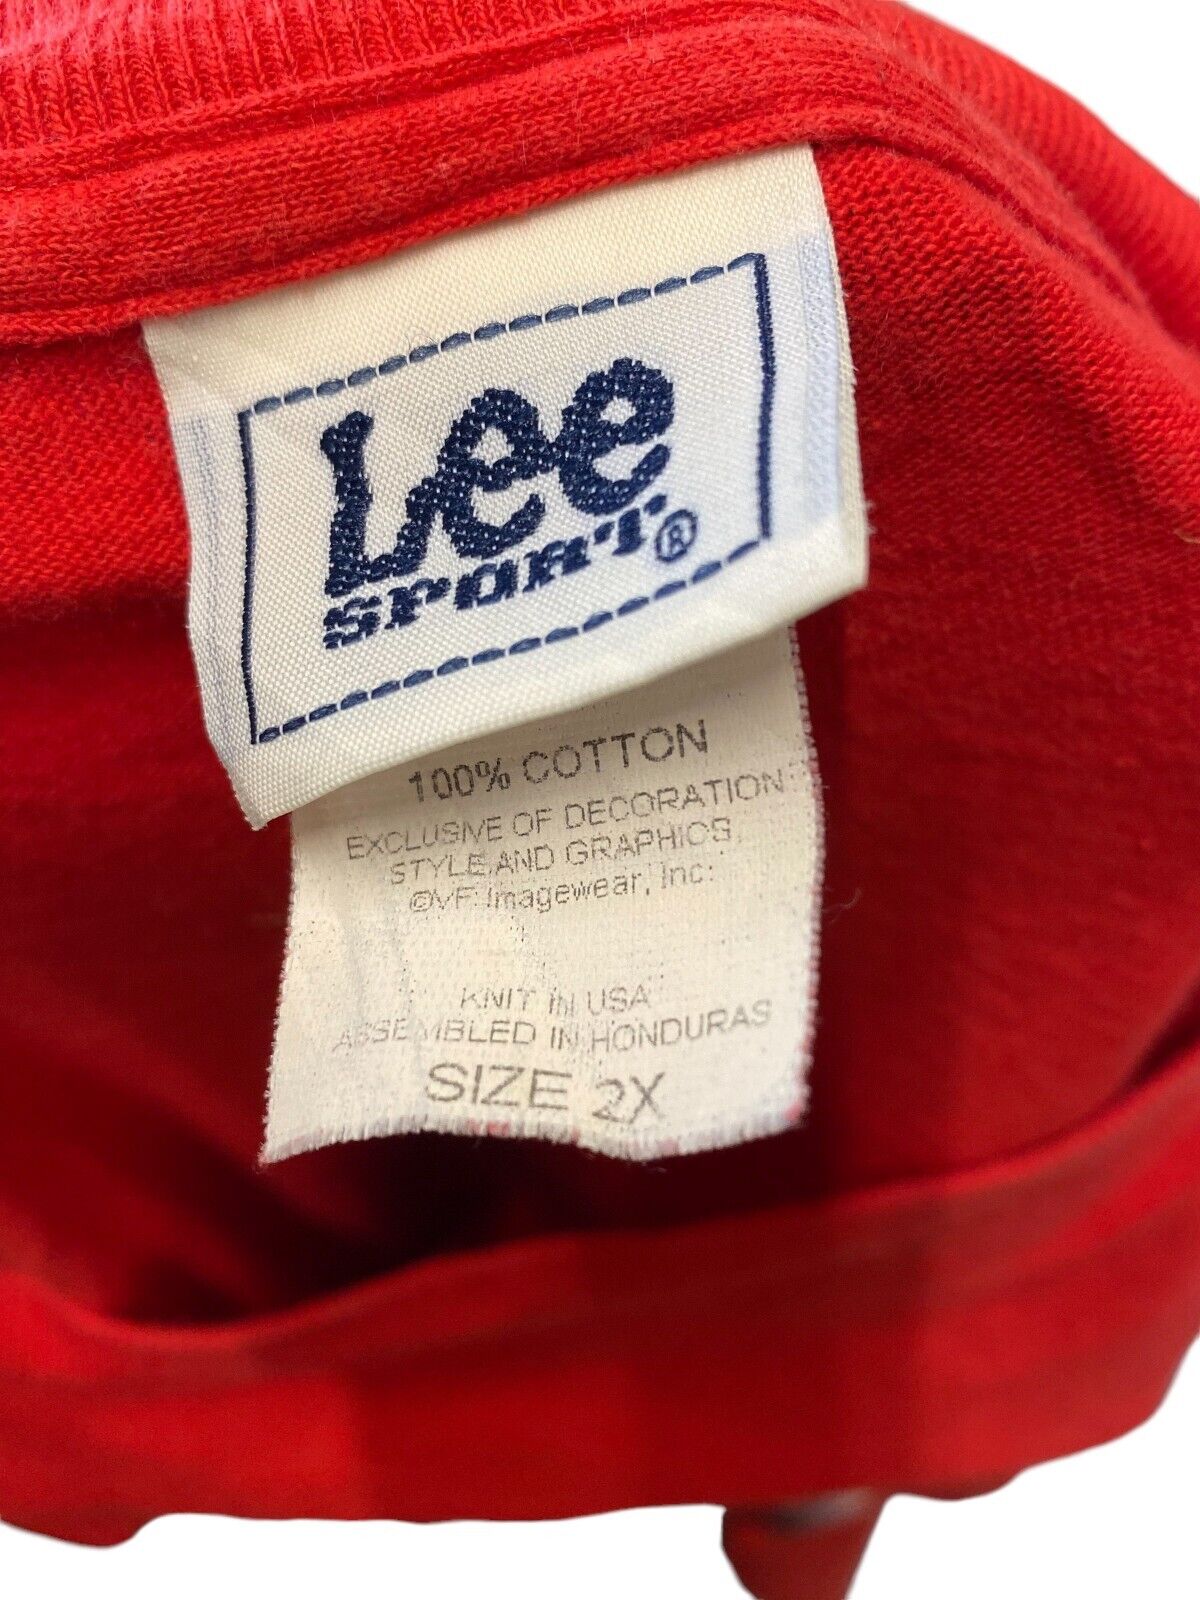 Lee
SPORT®
100% COTTON
EXCLUSIVE OF DECORATION
STYLE AND GRAPHICS
©VF Imagewear, Inc.
KNIT IN USA
ASSEMBLED IN HONDURAS
SIZE 2X